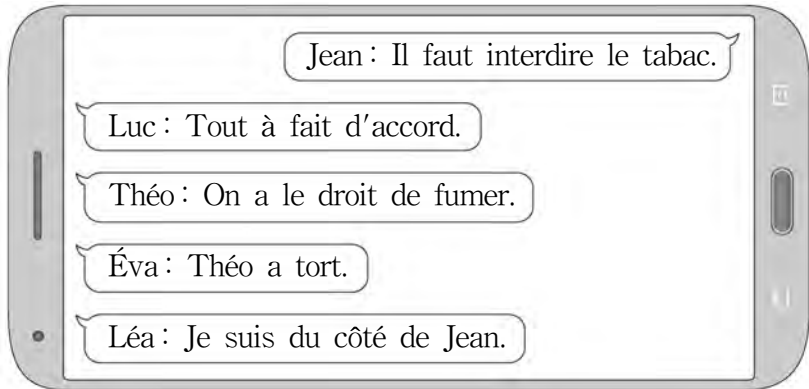 Jean : Il faut interdire le tabac.
Luc : Tout à fait d'accord.
Théo : On a le droit de fumer.
Éva : Théo a tort.
Léa : Je suis du côté de Jean.